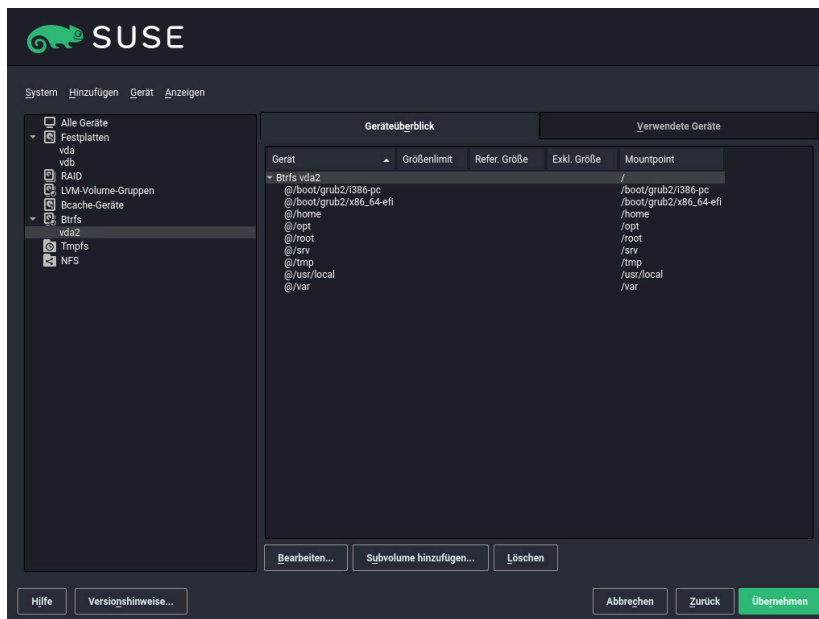 SUSE
System Hinzufügen Gerät Anzeigen
Alle Geräte
Festplatten
vda
vdb
RAID
LVM-Volume-Gruppen
Bcache-Geräte
Btrfs
vda2
Tmpfs
NFS
Geräteüberblick Verwendete Geräte
Gerät Größenlimit Refer. Größe Exkl. Größe Mountpoint
Btrfs vda2 /
@/boot/grub2/i386-pc /boot/grub2/i386-pc
@/boot/grub2/x86_64-efi /boot/grub2/x86_64-efi
@/home /home
@/opt /opt
@/root /root
@/srv /srv
@/tmp /tmp
@/usr/local /usr/local
@/var /var
Bearbeiten... Subvolume hinzufügen... Löschen
Hilfe Versionshinweise... Abbrechen Zurück Übernehmen